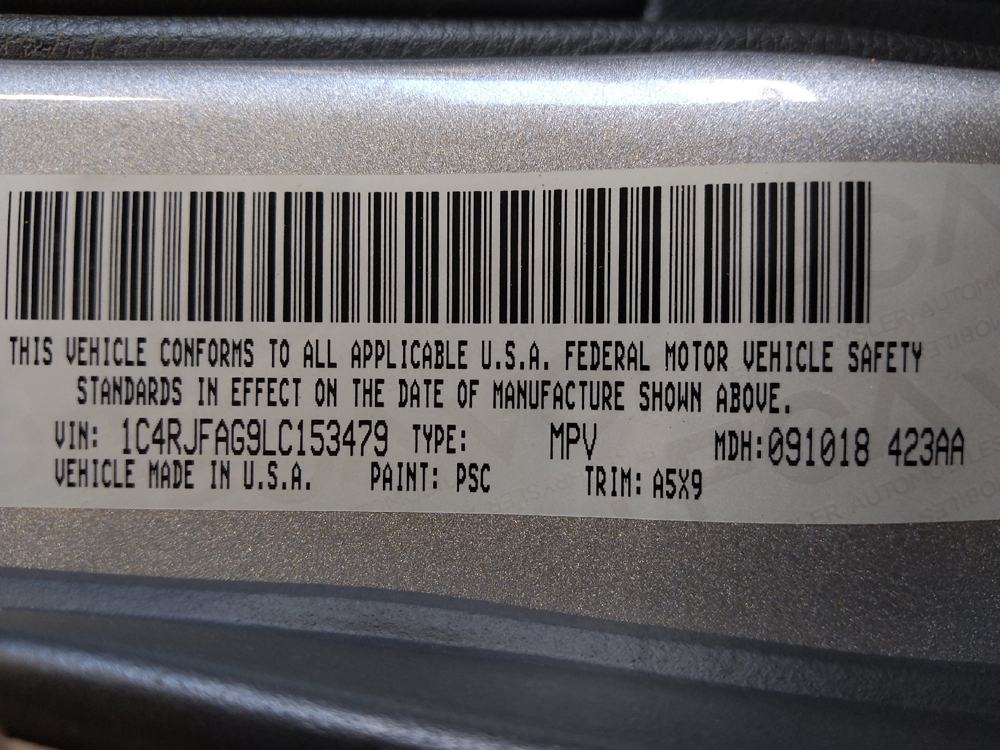 THIS VEHICLE CONFORMS TO ALL APPLICABLE U.S.A. FEDERAL MOTOR VEHICLE SAFETY
STANDARDS IN EFFECT ON THE DATE OF MANUFACTURE SHOWN ABOVE.
VIN: 1C4RJFAG9LC153479 TYPE: MPV MDH:091018 423AA
VEHICLE MADE IN U.S.A. PAINT: PSC TRIM: A5X9